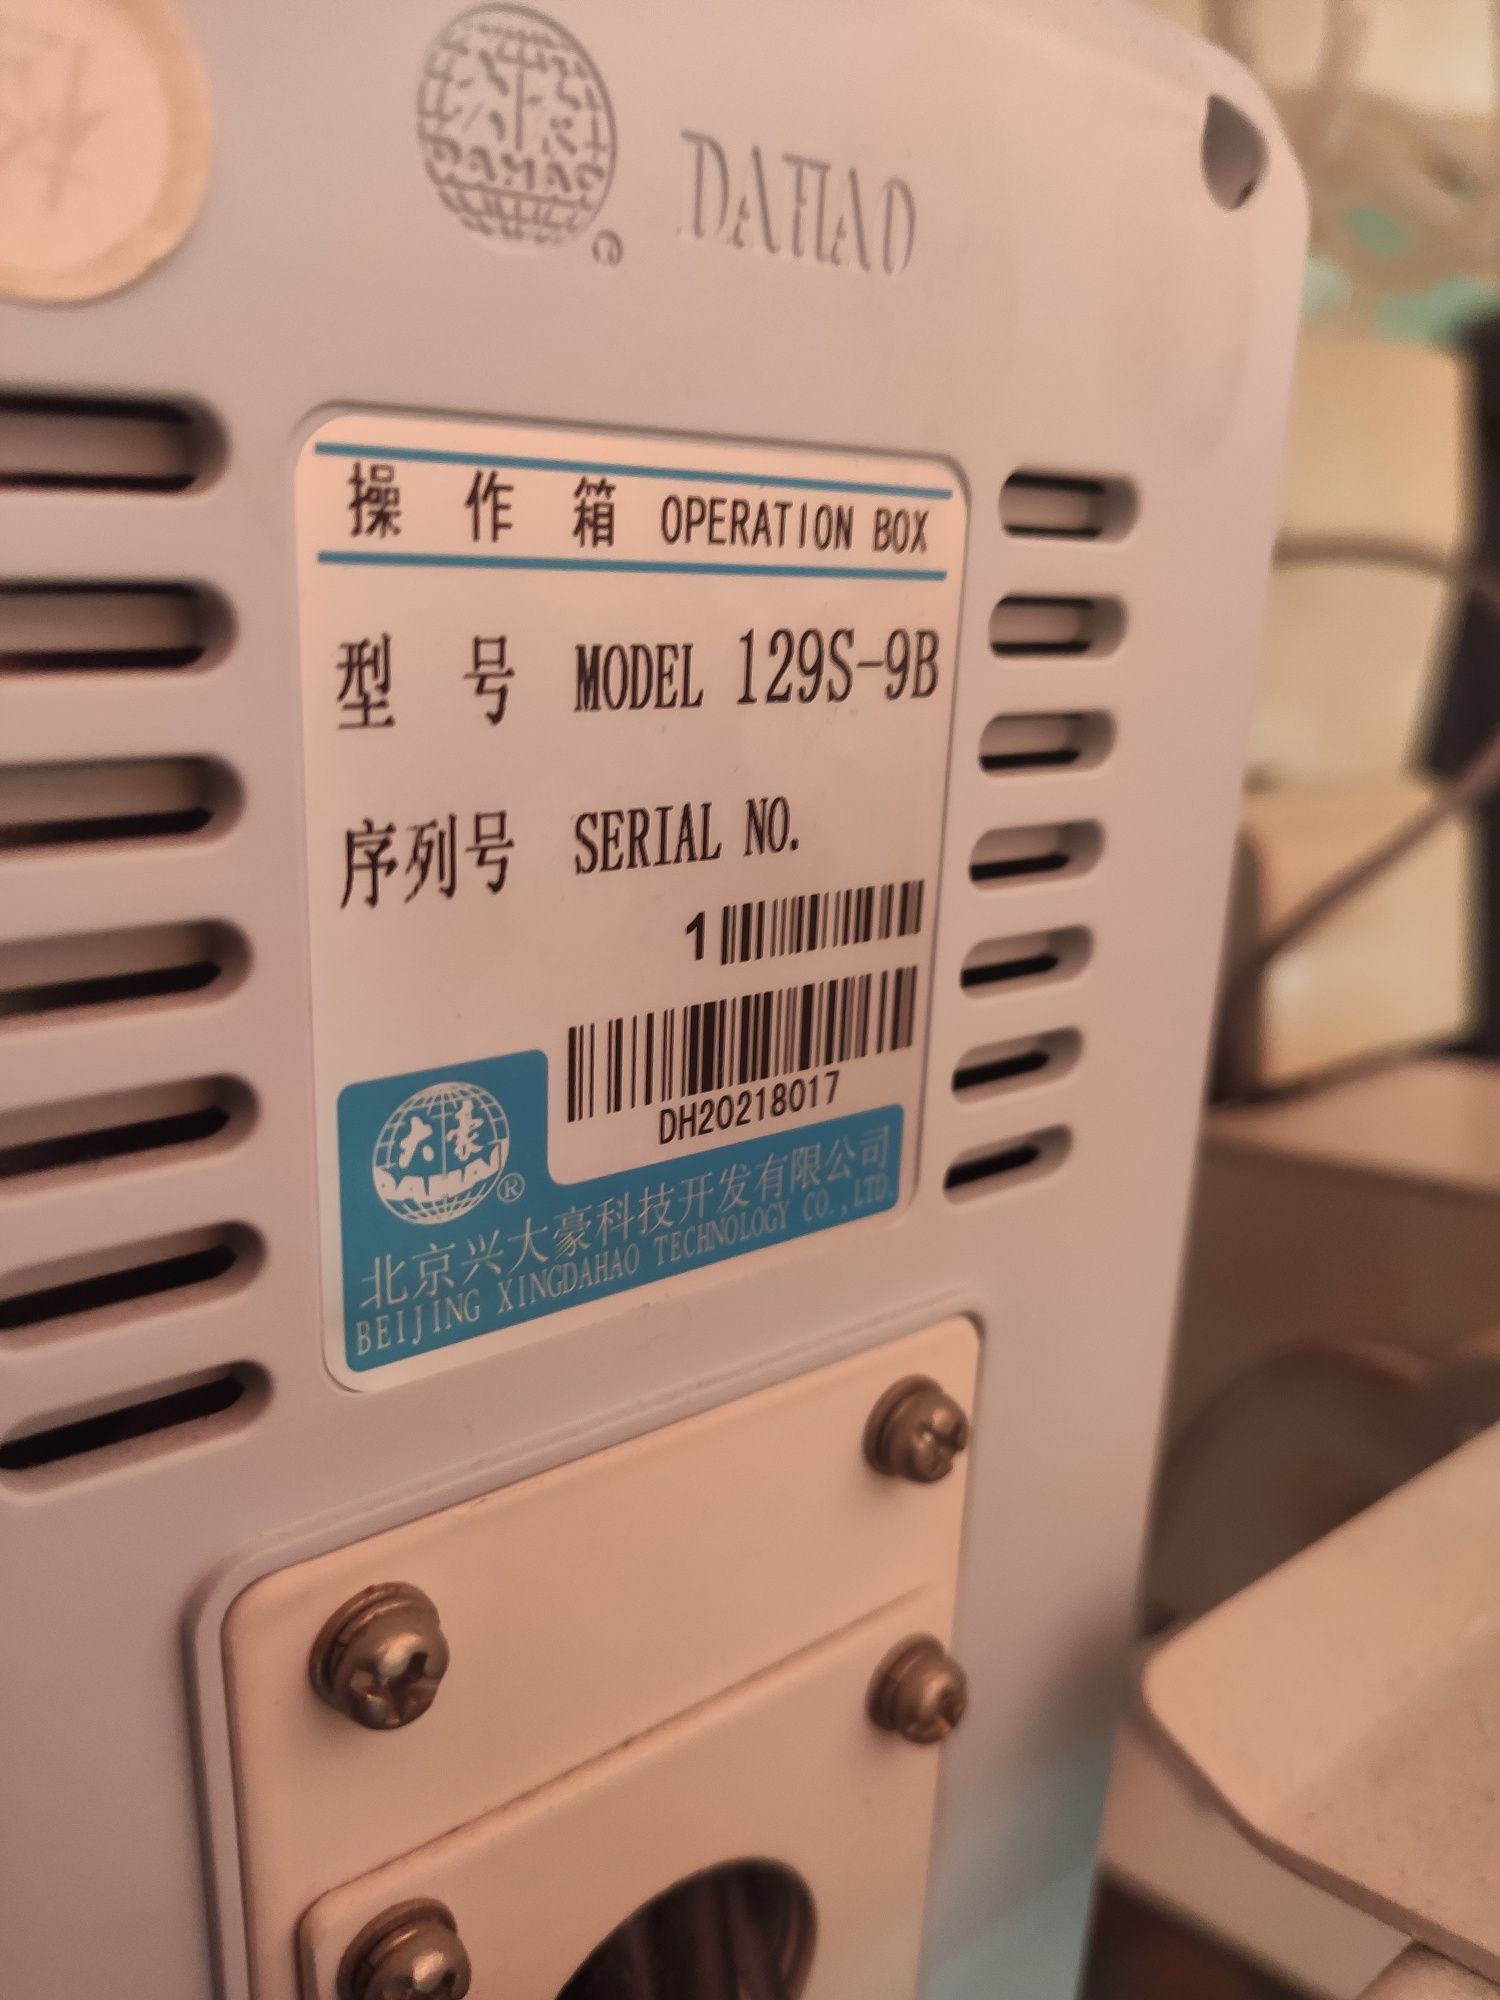 DAHAO
DAHAO
操 作 箱 OPERATION BOX
型 号 MODEL 129S-9B
序列号 SERIAL NO.
1
DH20218017
大豪
DAHAO
®
北京兴大豪科技开发有限公司
BEIJING XINGDAHAO TECHNOLOGY CO.,LTD.